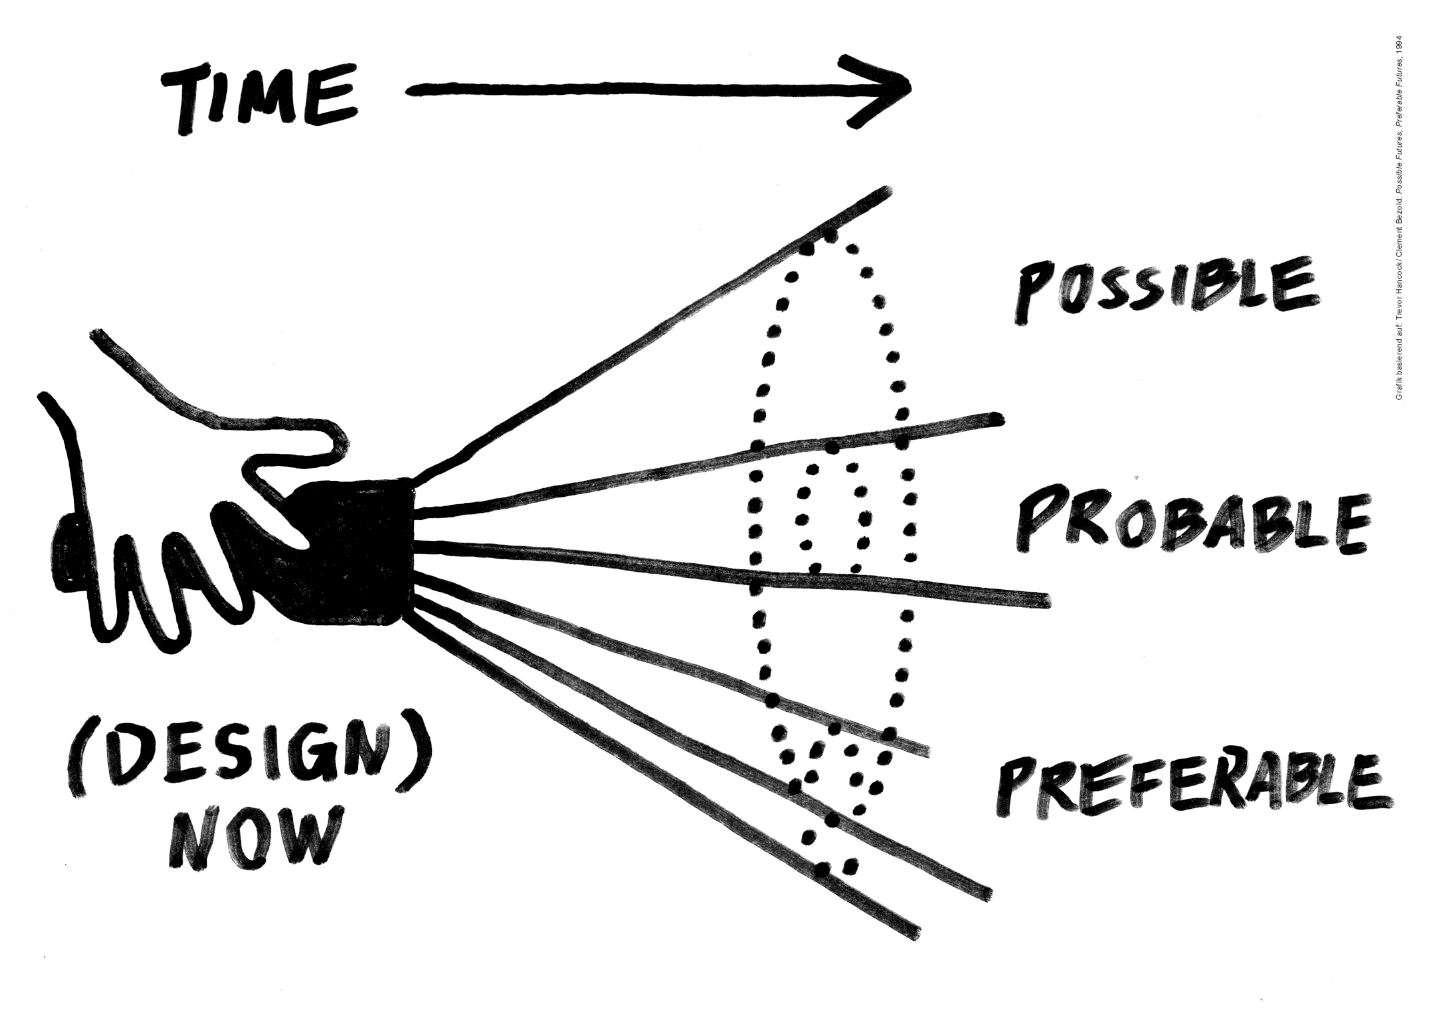 TIME
POSSIBLE
PROBABLE
PREFERABLE
(DESIGN)
NOW
Grafik basierend auf: Trevor Hancock/ Clement Bezold. Possible Futures, Preferable Futures, 1994